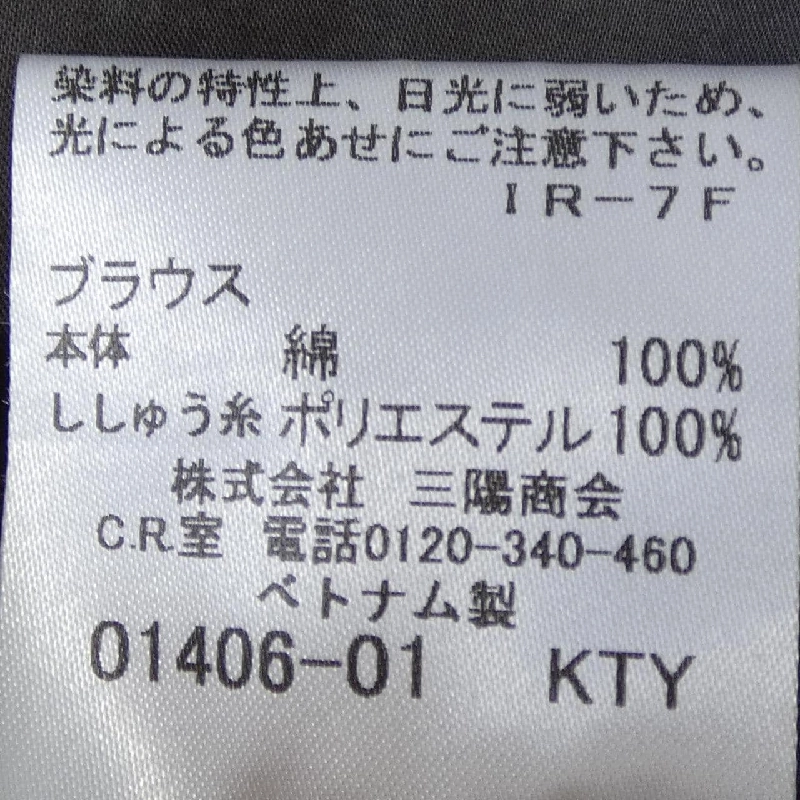 染料の特性上、日光に弱いため、
光による色あせにご注意下さい。
IR-7F
ブラウス
本体 綿 100%
ししゅう糸 ポリエステル 100%
株式会社 三陽商会
C.R.室 電話0120-340-460
ベトナム製
01406-01 KTY